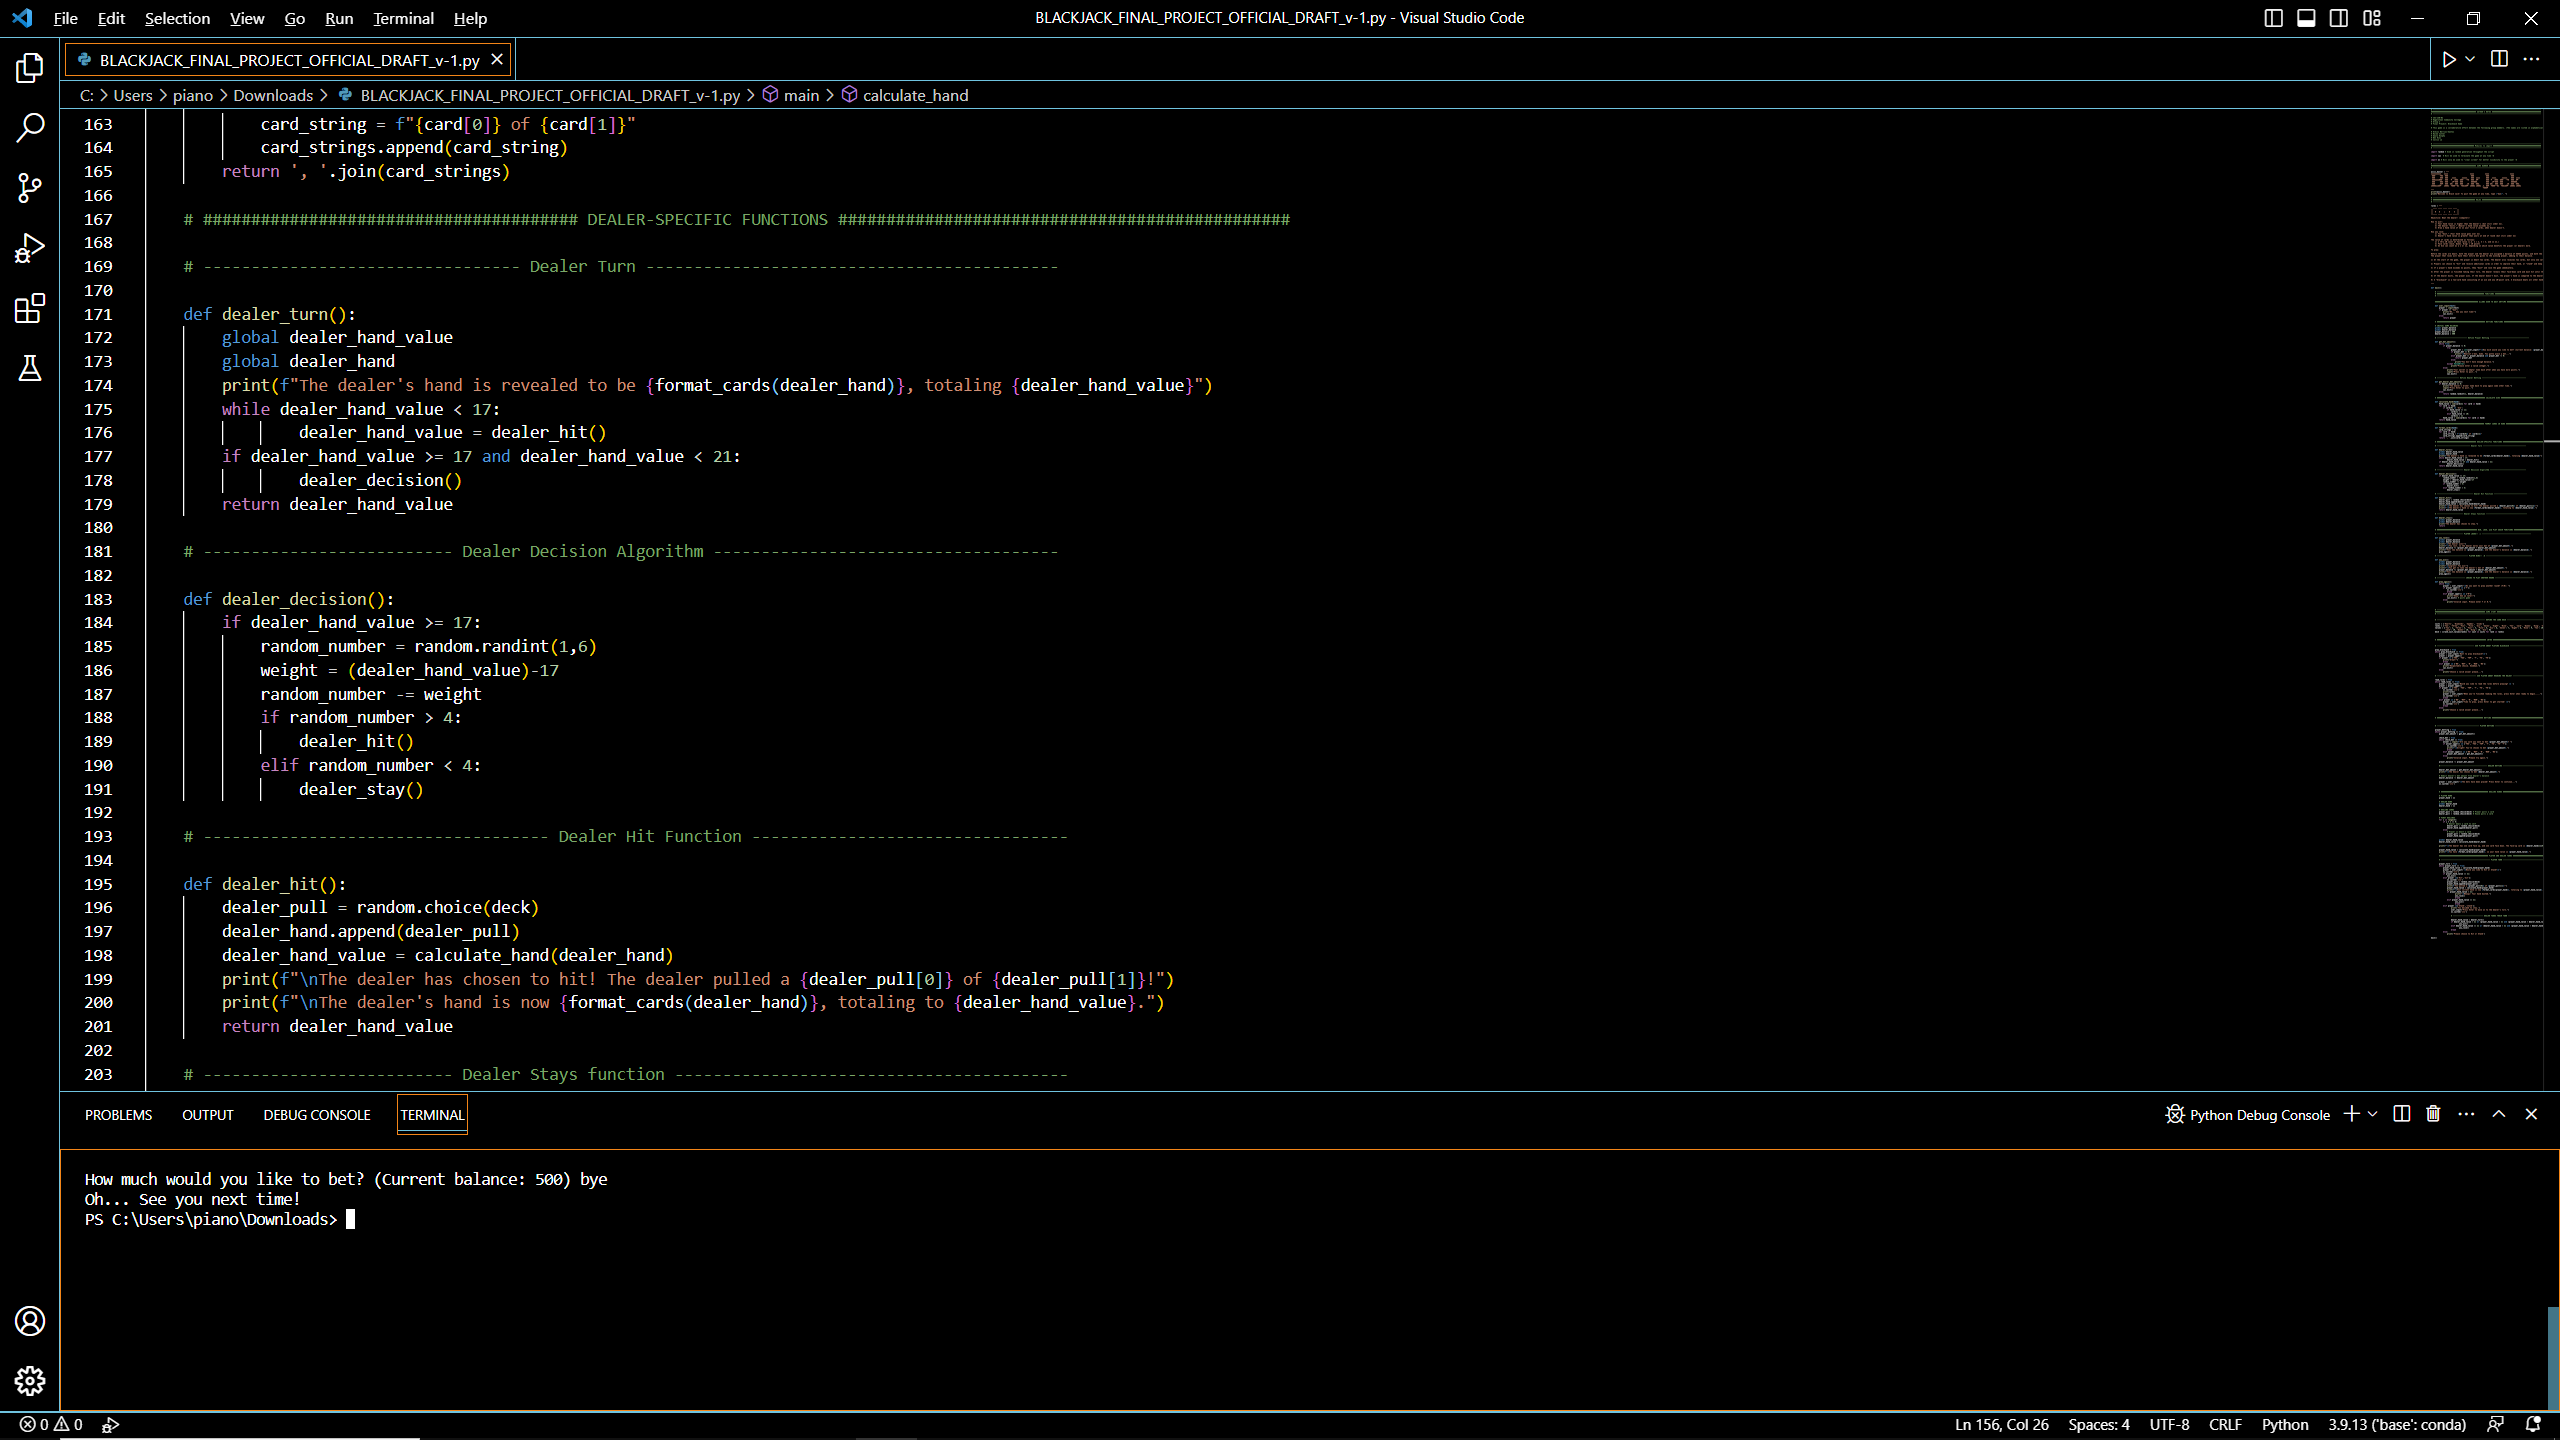 File Edit Selection View Go Run Terminal Help
BLACKJACK_FINAL_PROJECT_OFFICIAL_DRAFT_v-1.py - Visual Studio Code
BLACKJACK_FINAL_PROJECT_OFFICIAL_DRAFT_v-1.py
C: > Users > piano > Downloads > BLACKJACK_FINAL_PROJECT_OFFICIAL_DRAFT_v-1.py > main > calculate_hand
163 card_string = f"{card[0]} of {card[1]}"
164 card_strings.append(card_string)
165 return ', '.join(card_strings)
166
167 # ####################################### DEALER-SPECIFIC FUNCTIONS ###############################################
168
169 # --------------------------------- Dealer Turn -------------------------------------------
170
171 def dealer_turn():
172 global dealer_hand_value
173 global dealer_hand
174 print(f"The dealer's hand is revealed to be {format_cards(dealer_hand)}, totaling {dealer_hand_value}")
175 while dealer_hand_value < 17:
176 dealer_hand_value = dealer_hit()
177 if dealer_hand_value >= 17 and dealer_hand_value < 21:
178 dealer_decision()
179 return dealer_hand_value
180
181 # -------------------------- Dealer Decision Algorithm ------------------------------------
182
183 def dealer_decision():
184 if dealer_hand_value >= 17:
185 random_number = random.randint(1,6)
186 weight = (dealer_hand_value)-17
187 random_number -= weight
188 if random_number > 4:
189 dealer_hit()
190 elif random_number < 4:
191 dealer_stay()
192
193 # ------------------------------------ Dealer Hit Function ---------------------------------
194
195 def dealer_hit():
196 dealer_pull = random.choice(deck)
197 dealer_hand.append(dealer_pull)
198 dealer_hand_value = calculate_hand(dealer_hand)
199 print(f"\nThe dealer has chosen to hit! The dealer pulled a {dealer_pull[0]} of {dealer_pull[1]}!")
200 print(f"\nThe dealer's hand is now {format_cards(dealer_hand)}, totaling to {dealer_hand_value}.")
201 return dealer_hand_value
202
203 # -------------------------- Dealer Stays function -----------------------------------------
Blackjack
PROBLEMS OUTPUT DEBUG CONSOLE TERMINAL
Python Debug Console
How much would you like to bet? (Current balance: 500) bye
Oh... See you next time!
PS C:\Users\piano\Downloads>
0 0
Ln 156, Col 26 Spaces: 4 UTF-8 CRLF Python 3.9.13 ('base': conda)